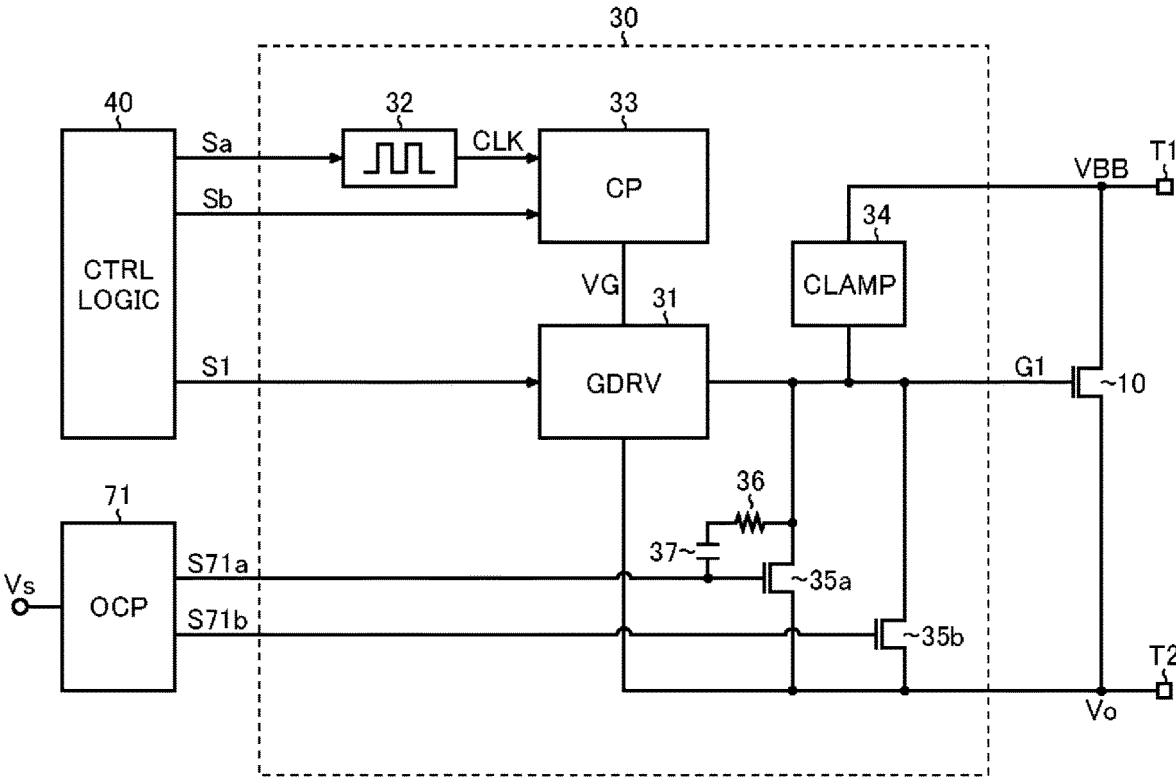 30
40
32
33
Sa
CLK
T1
CP
VBB
Sb
34
CTRL
LOGIC
VG
31
CLAMP
S1
GDRV
G1
~10
36
71
37~
S71a
~35a
Vs
OCP
S71b
~35b
T2
Vo